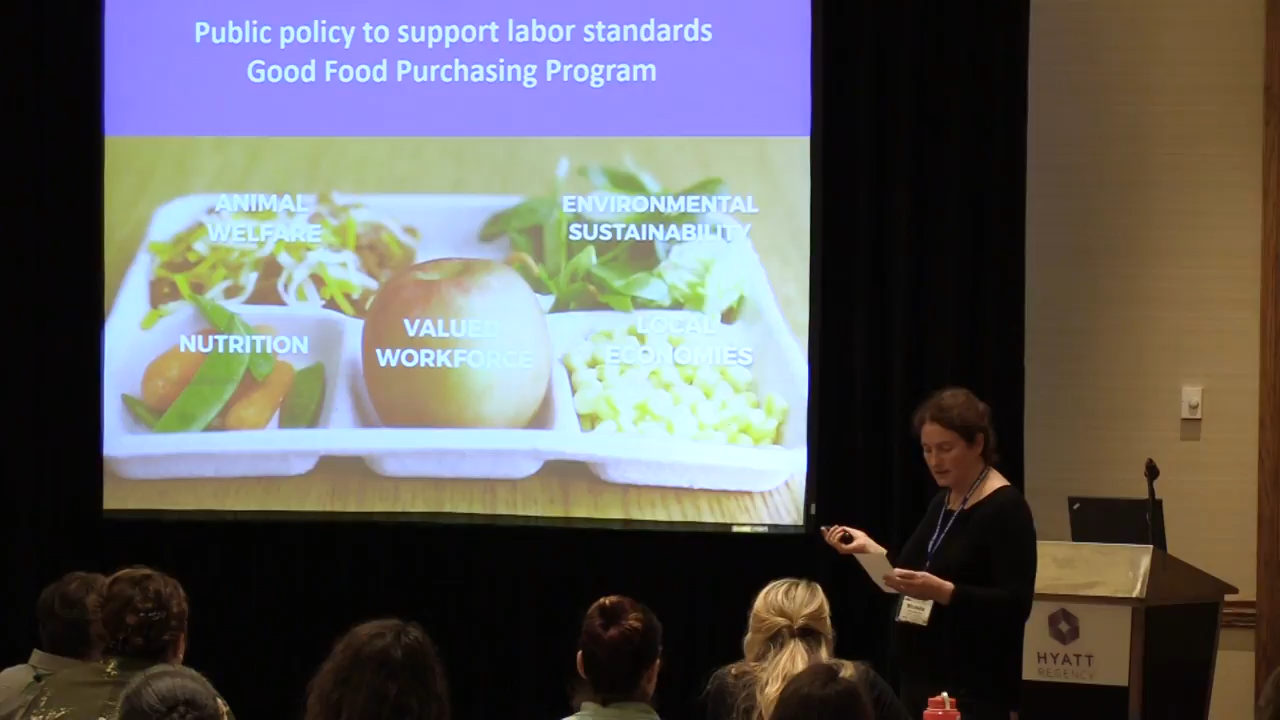 Public policy to support labor standards
Good Food Purchasing Program
ANIMAL
WELFARE
ENVIRONMENTAL
SUSTAINABILITY
NUTRITION
VALUED
WORKFORCE
LOCAL
ECONOMIES
HYATT
REGENCY